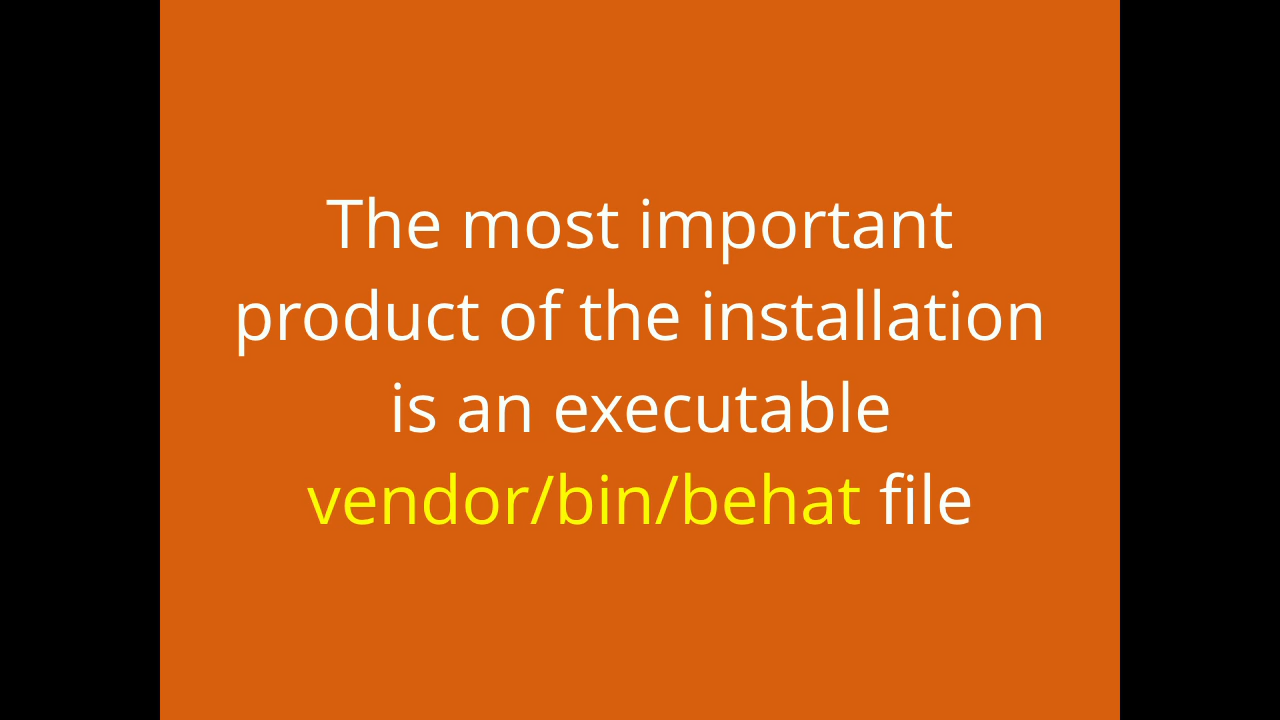 The most important
product of the installation
is an executable
vendor/bin/behat file